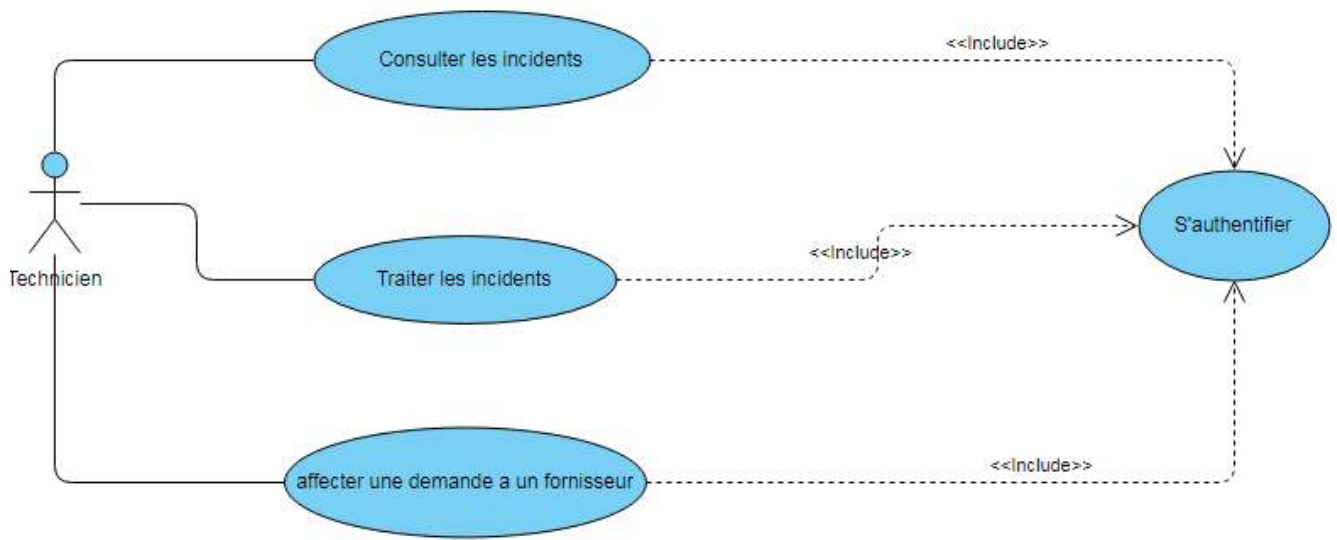 Consulter les incidents
<<Include>>
S'authentifier
Technicien
Traiter les incidents
<<Include>>
affecter une demande a un fornisseur
<<Include>>